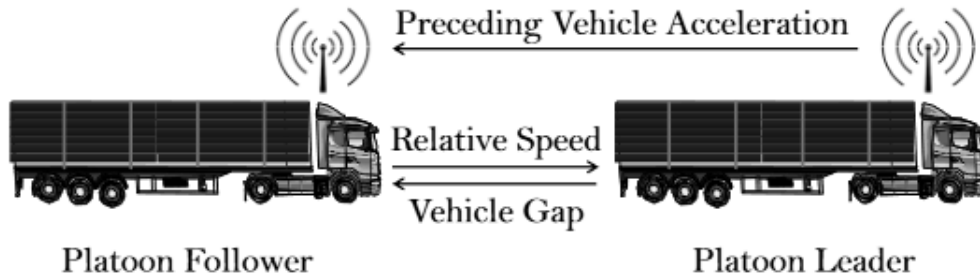 Preceding Vehicle Acceleration
Relative Speed
Vehicle Gap
Platoon Follower
Platoon Leader